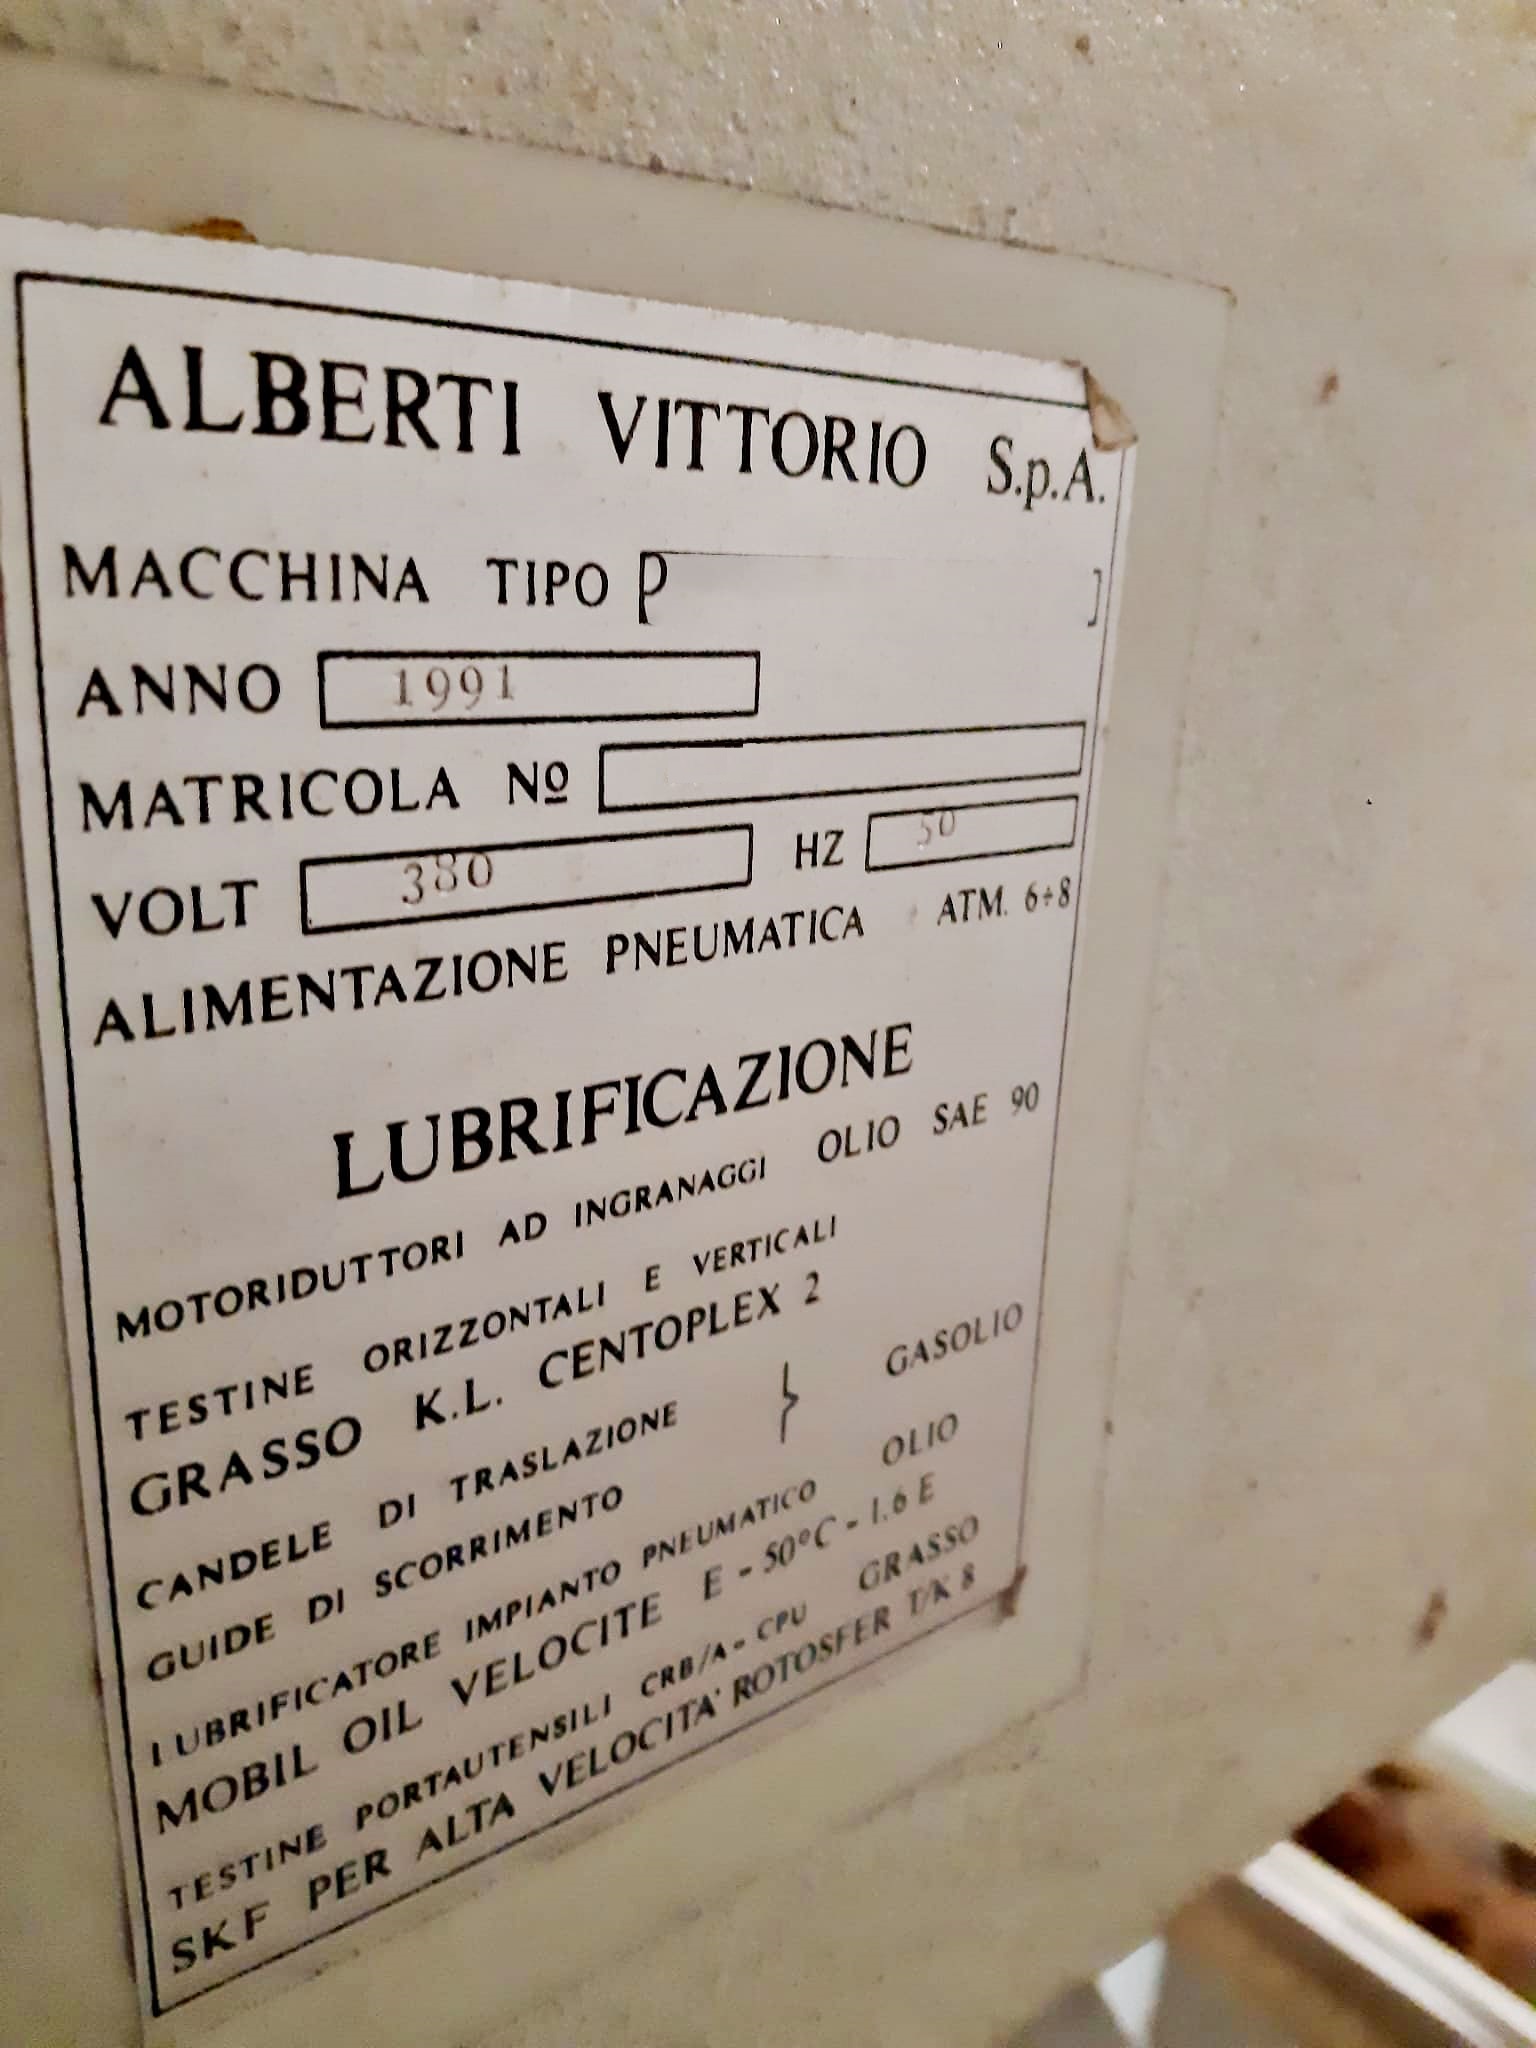 ALBERTI VITTORIO S.p.A.
MACCHINA TIPO P
ANNO 1991
MATRICOLA Nº
VOLT 380 HZ 50
ALIMENTAZIONE PNEUMATICA ATM. 6÷8
LUBRIFICAZIONE
MOTORIDUTTORI AD INGRANAGGI OLIO SAE 90
TESTINE ORIZZONTALI E VERTICALI
GRASSO K.L. CENTOPLEX 2
CANDELE DI TRASLAZIONE } GASOLIO
GUIDE DI SCORRIMENTO
LUBRIFICATORE IMPIANTO PNEUMATICO OLIO
MOBIL OIL VELOCITE E - 50°C - 1.6 E
TESTINE PORTAUTENSILI CRB/A - CPU GRASSO
SKF PER ALTA VELOCITA' ROTOSFER T/K 8